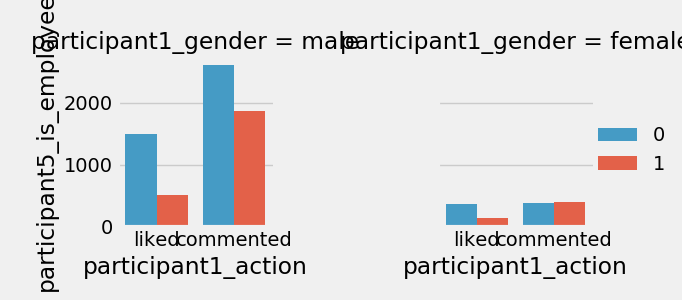 participant1_gender = male
participant1_gender = female
participant5_is_employee
2000
1000
0
liked
commented
participant1_action
liked
commented
participant1_action
0
1